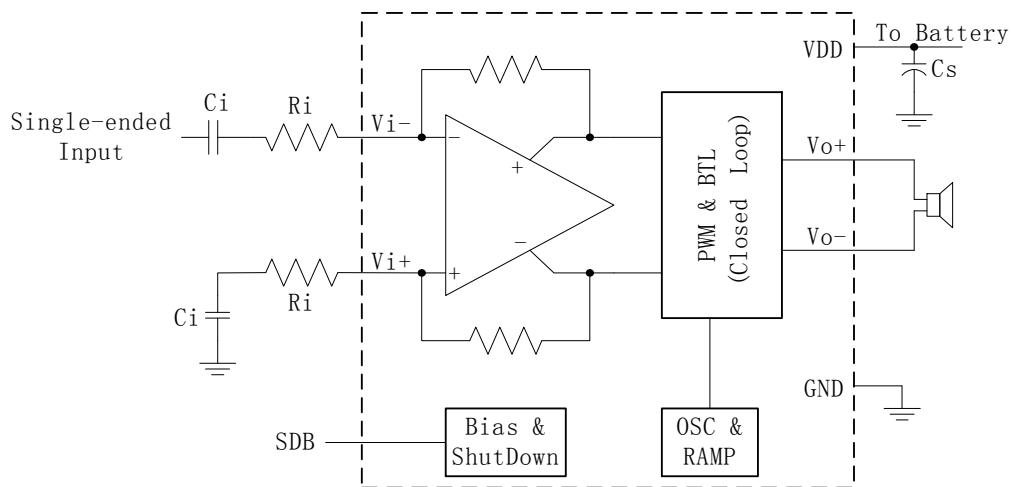 To Battery
VDD
Cs
Ci
Ri
Single-ended
Input
Vi-
−
+
PWM & BTL
(Closed Loop)
Vo+
Vo-
−
Vi+
+
Ci
Ri
GND
SDB
Bias &
ShutDown
OSC &
RAMP